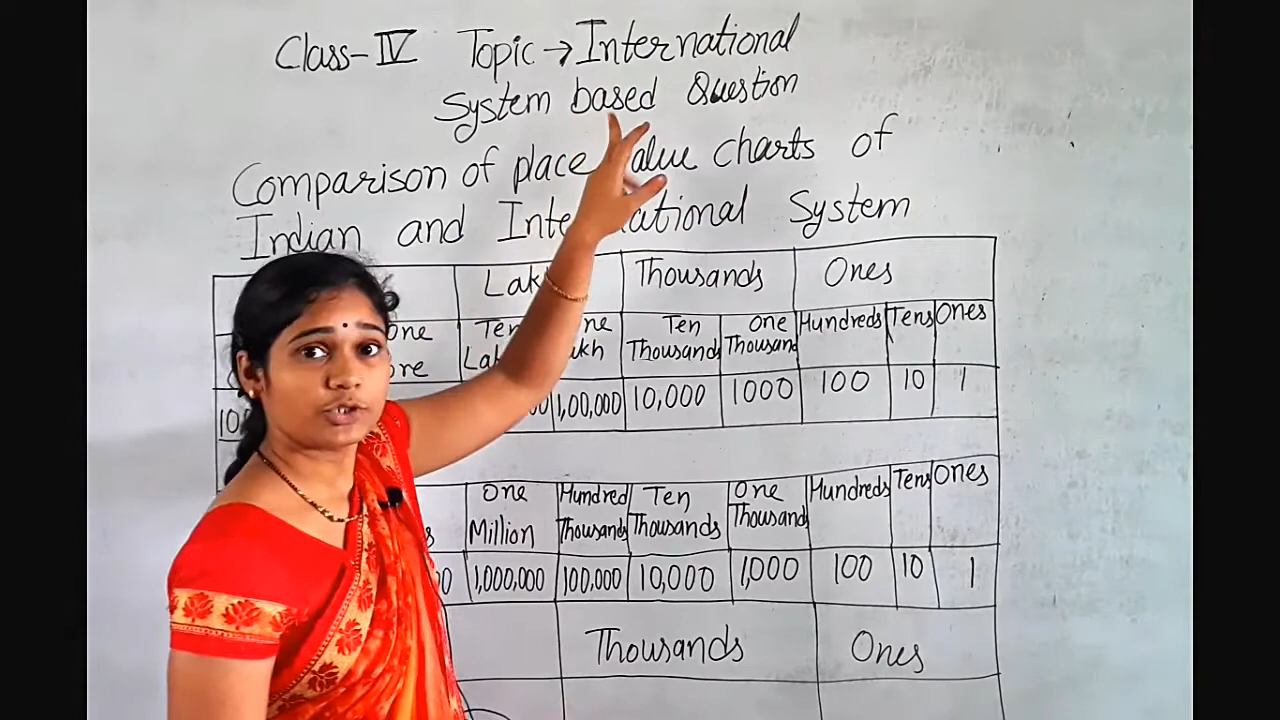 Class-IV Topic → International
System based Question
Comparison of place value charts of
Indian and International System
Thousands Ones
One Ten One Ten One Hundreds Tens Ones
Thousands Thousand
1,00,000 10,000 1000 100 10 1
One Hundred Ten One Hundreds Tens Ones
Million Thousands Thousands Thousand
1,000,000 100,000 10,000 1,000 100 10 1
Thousands Ones